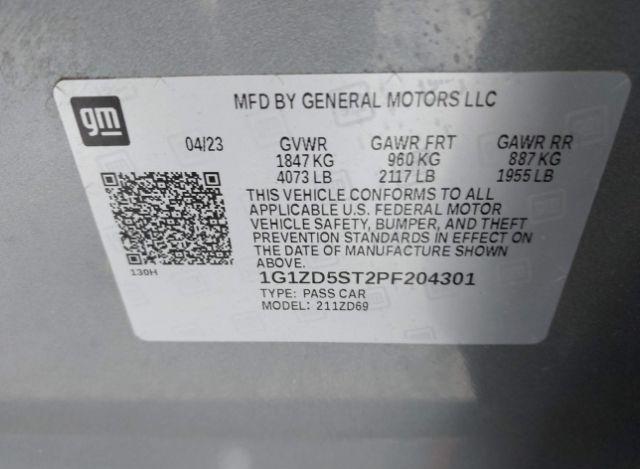 gm
MFD BY GENERAL MOTORS LLC
04/23 GVWR GAWR FRT GAWR RR
1847 KG 960 KG 887 KG
4073 LB 2117 LB 1955 LB
THIS VEHICLE CONFORMS TO ALL
APPLICABLE U.S. FEDERAL MOTOR
VEHICLE SAFETY, BUMPER, AND THEFT
PREVENTION STANDARDS IN EFFECT ON
THE DATE OF MANUFACTURE SHOWN
ABOVE.
130H
1G1ZD5ST2PF204301
TYPE: PASS CAR
MODEL: 211ZD69